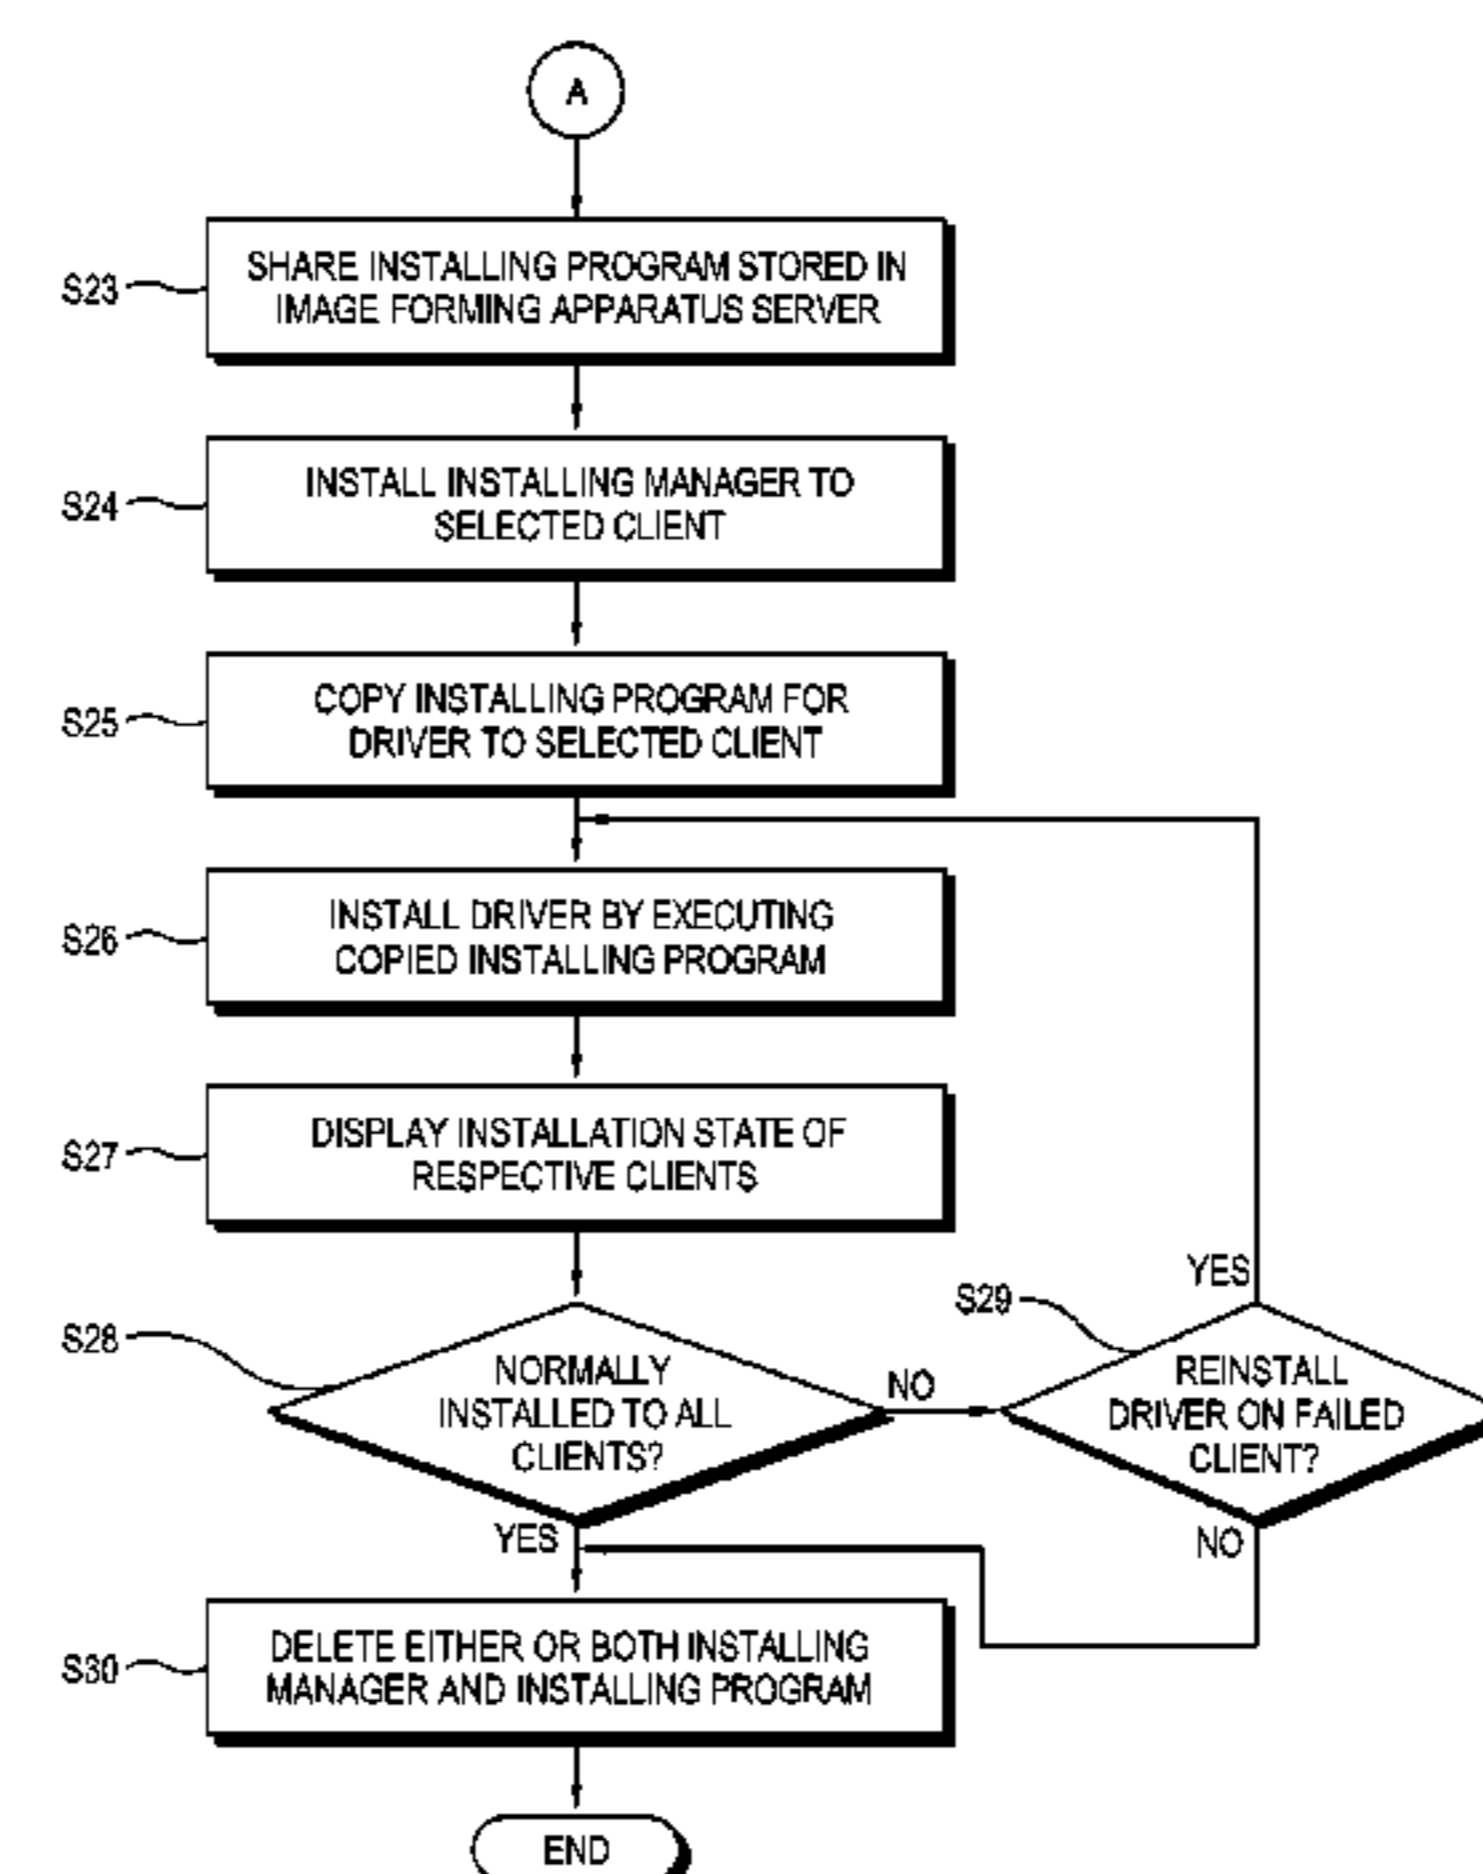 A
S23
SHARE INSTALLING PROGRAM STORED IN
IMAGE FORMING APPARATUS SERVER
S24
INSTALL INSTALLING MANAGER TO
SELECTED CLIENT
S25
COPY INSTALLING PROGRAM FOR
DRIVER TO SELECTED CLIENT
S26
INSTALL DRIVER BY EXECUTING
COPIED INSTALLING PROGRAM
S27
DISPLAY INSTALLATION STATE OF
RESPECTIVE CLIENTS
S28
NORMALLY
INSTALLED TO ALL
CLIENTS?
NO
YES
S29
YES
REINSTALL
DRIVER ON FAILED
CLIENT?
NO
S30
DELETE EITHER OR BOTH INSTALLING
MANAGER AND INSTALLING PROGRAM
END